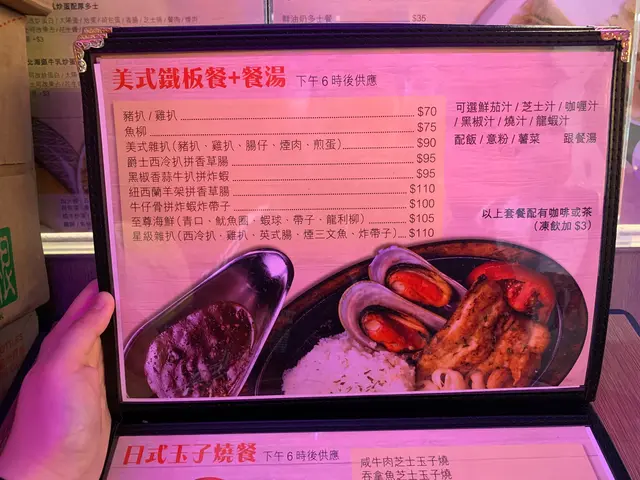 美式鐵板餐+餐湯 下午6時後供應
豬扒/雞扒 $70
魚柳 $75
美式雜扒(豬扒、雞扒、腸仔、煙肉、煎蛋) $90
爵士西冷扒拼香草腸 $95
黑椒香蒜牛扒拼炸蝦 $95
紐西蘭羊架拼香草腸 $110
牛仔骨拼炸蝦炸帶子 $100
至尊海鮮(青口、魷魚圈、蝦球、帶子、龍利柳) $105
星級雜扒(西冷扒、雞扒、英式腸、煙三文魚、炸帶子) $110
可選鮮茄汁/芝士汁/咖喱汁
/黑椒汁/燒汁/龍蝦汁
配飯/意粉/薯菜 跟餐湯
以上套餐配有咖啡或茶
(凍飲加 $3)
日式玉子燒餐 下午6時後供應
咸牛肉芝士玉子燒
吞拿魚芝士玉子燒